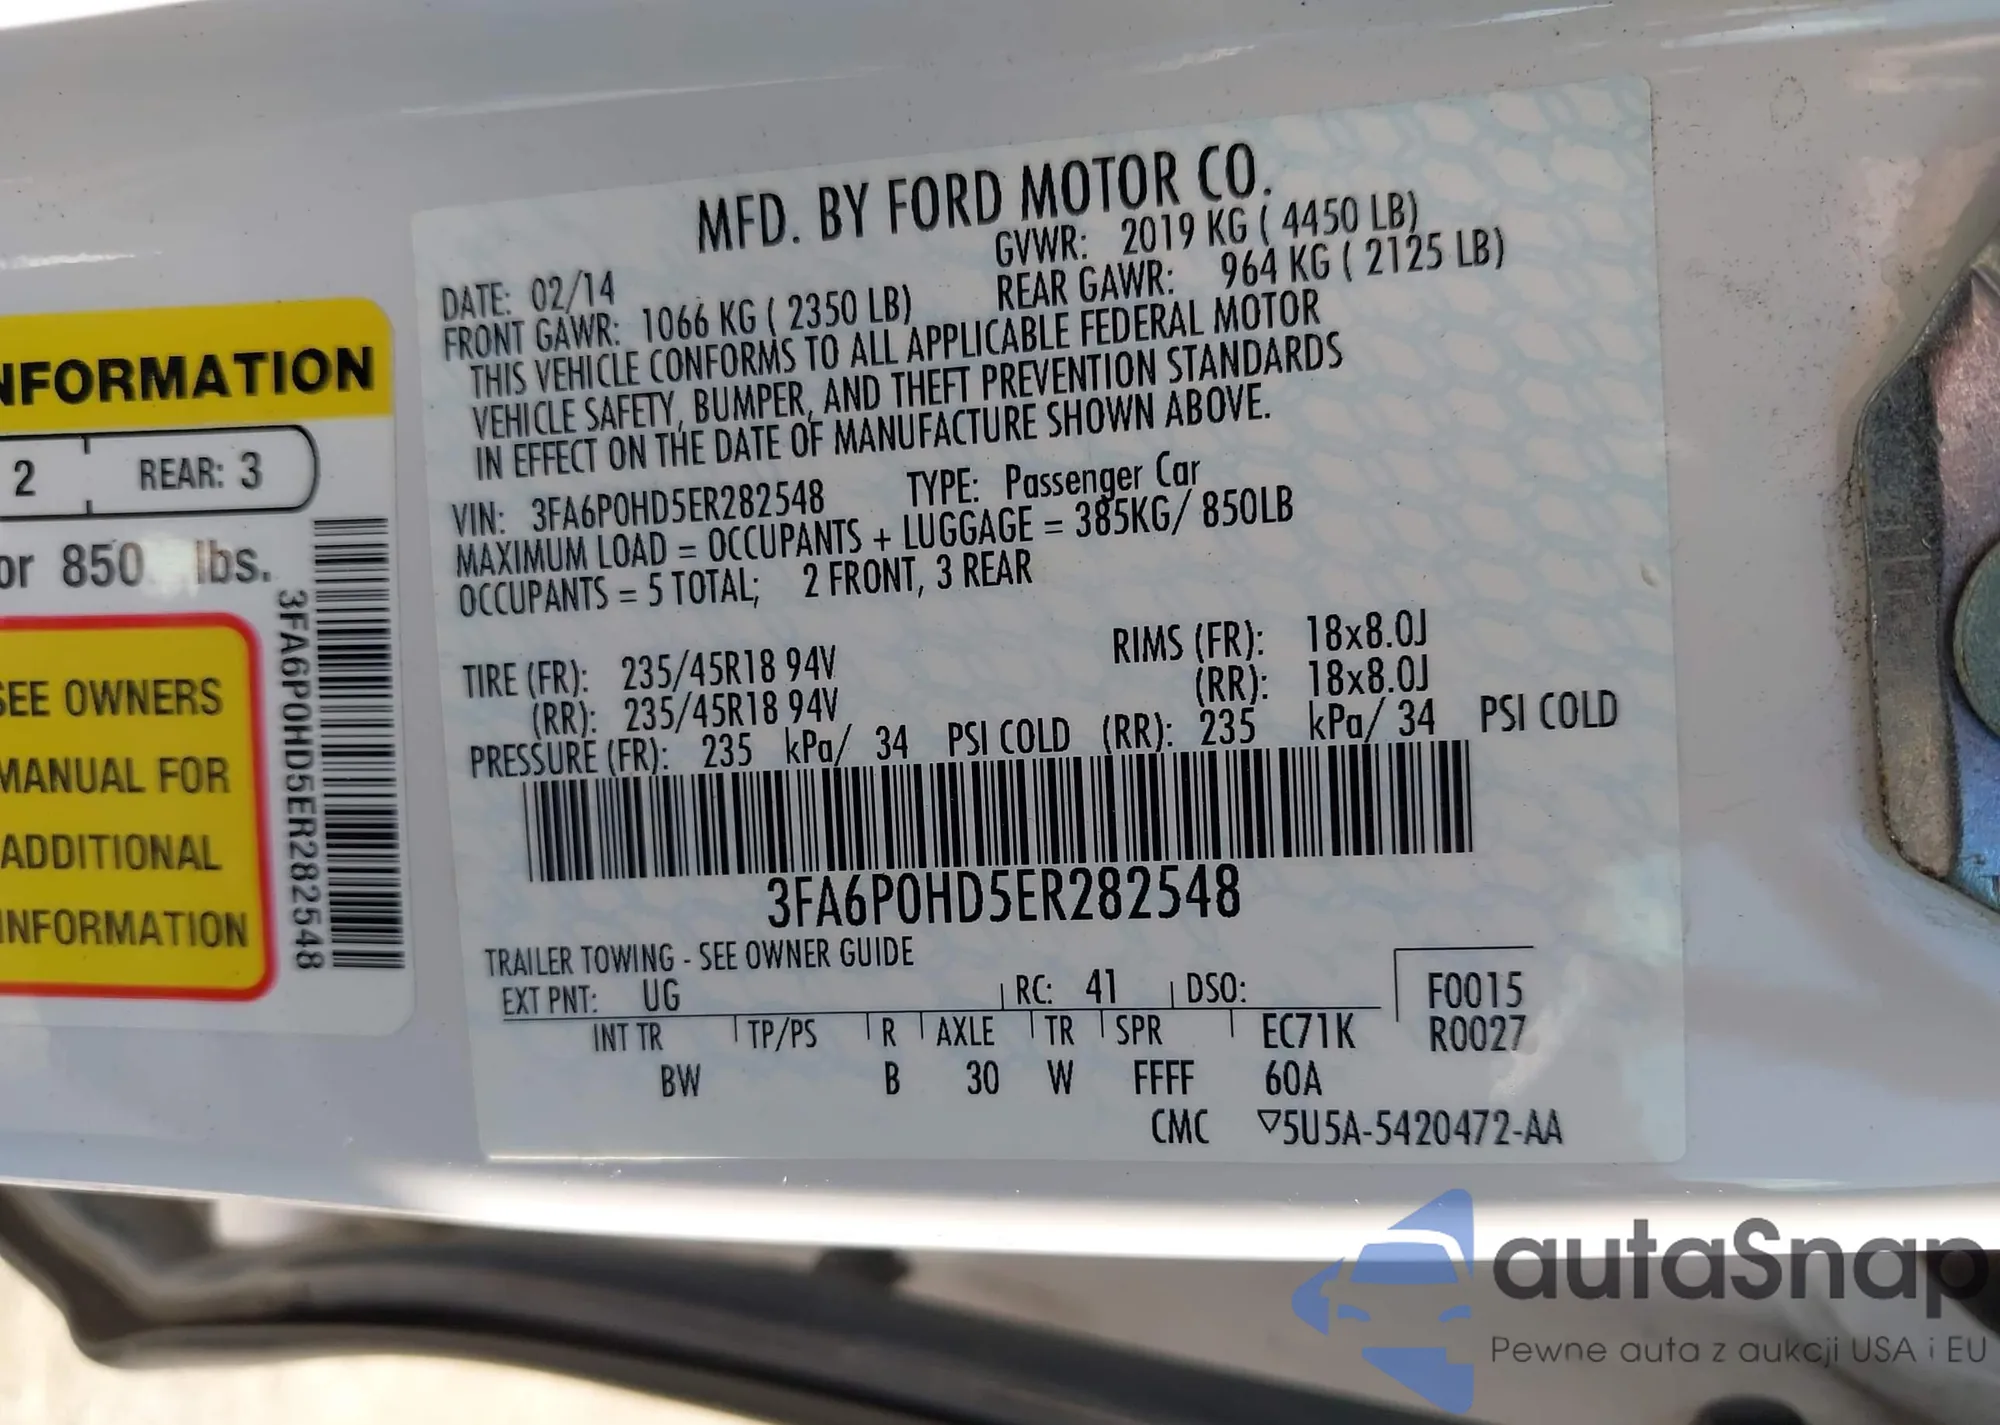 NFORMATION
2 REAR: 3
or 850 lbs.
SEE OWNERS
MANUAL FOR
ADDITIONAL
INFORMATION
3FA6P0HD5ER282548
MFD. BY FORD MOTOR CO.
DATE: 02/14 GVWR: 2019 KG ( 4450 LB)
FRONT GAWR: 1066 KG ( 2350 LB) REAR GAWR: 964 KG ( 2125 LB)
THIS VEHICLE CONFORMS TO ALL APPLICABLE FEDERAL MOTOR
VEHICLE SAFETY, BUMPER, AND THEFT PREVENTION STANDARDS
IN EFFECT ON THE DATE OF MANUFACTURE SHOWN ABOVE.
VIN: 3FA6P0HD5ER282548 TYPE: Passenger Car
MAXIMUM LOAD = OCCUPANTS + LUGGAGE = 385KG/ 850LB
OCCUPANTS = 5 TOTAL; 2 FRONT, 3 REAR
TIRE (FR): 235/45R18 94V RIMS (FR): 18x8.0J
(RR): 235/45R18 94V (RR): 18x8.0J
PRESSURE (FR): 235 kPa/ 34 PSI COLD (RR): 235 kPa/ 34 PSI COLD
3FA6P0HD5ER282548
TRAILER TOWING - SEE OWNER GUIDE
EXT PNT: UG RC: 41 DSO: F0015
INT TR TP/PS R AXLE TR SPR EC71K R0027
BW B 30 W FFFF 60A
CMC ▽5U5A-5420472-AA
autaSnap
Pewne auta z aukcji USA i EU